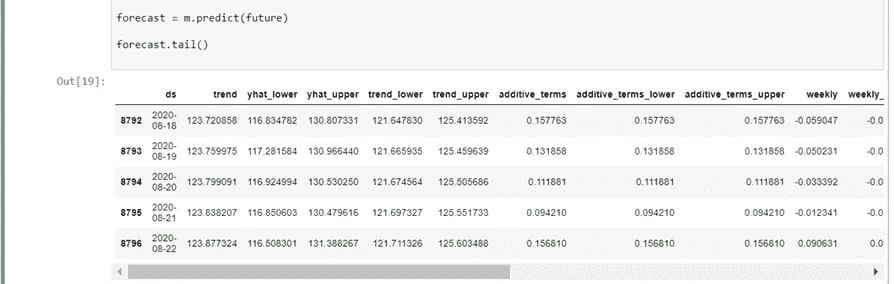 forecast = m.predict(future)
forecast.tail()
Out[19]:
ds trend yhat_lower yhat_upper trend_lower trend_upper additive_terms additive_terms_lower additive_terms_upper weekly weekly_
8792 2020-08-18 123.720858 116.834782 130.807331 121.647830 125.413592 0.157763 0.157763 0.157763 -0.059047 -0.0
8793 2020-08-19 123.759975 117.281584 130.966440 121.665935 125.459639 0.131858 0.131858 0.131858 -0.050231 -0.0
8794 2020-08-20 123.799091 116.924994 130.530250 121.674564 125.505686 0.111881 0.111881 0.111881 -0.033392 -0.0
8795 2020-08-21 123.838207 116.850603 130.479616 121.697327 125.551733 0.094210 0.094210 0.094210 -0.012341 -0.0
8796 2020-08-22 123.877324 116.508301 131.388267 121.711326 125.603488 0.156810 0.156810 0.156810 0.090631 0.0